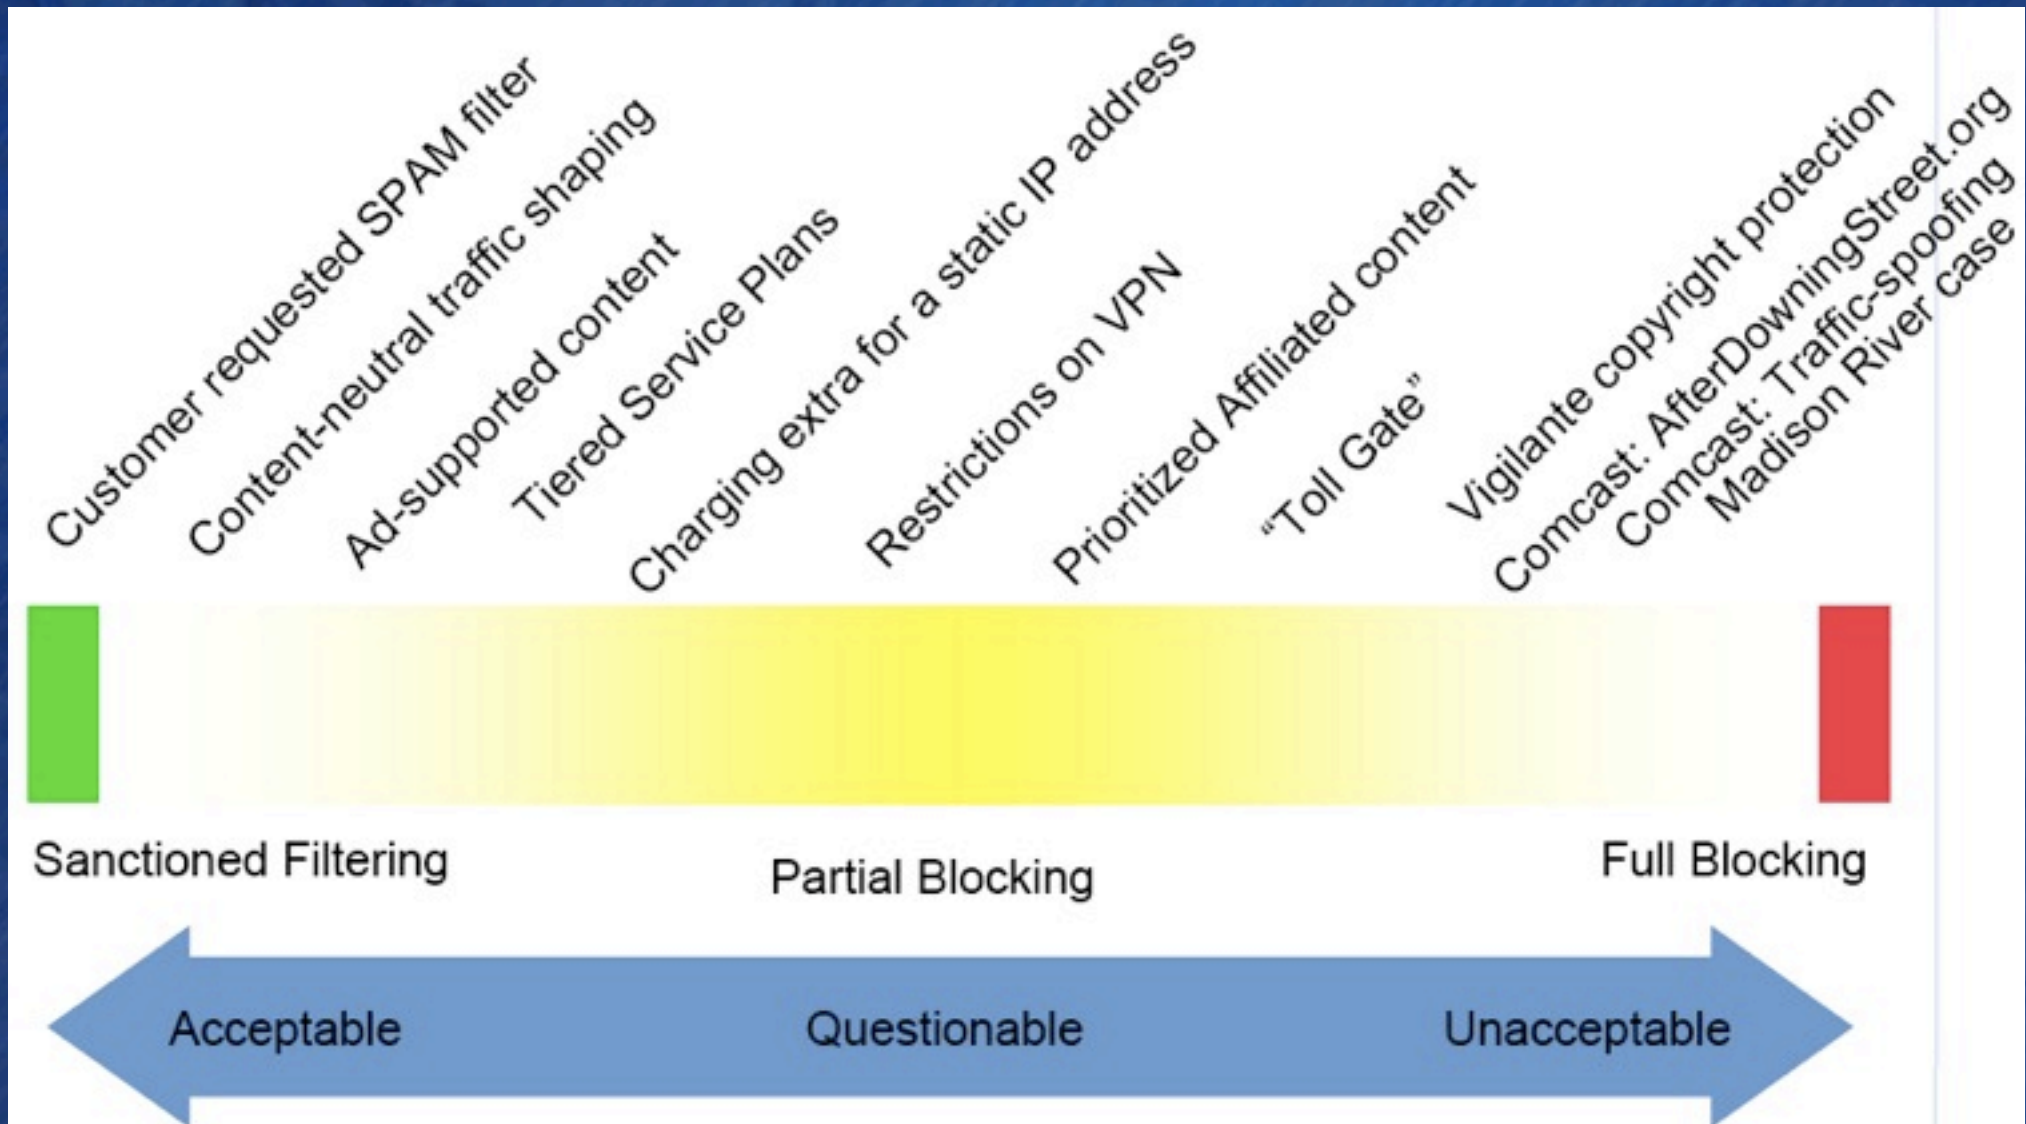 Customer requested SPAM filter
Content-neutral traffic shaping
Ad-supported content
Tiered Service Plans
Charging extra for a static IP address
Restrictions on VPN
Prioritized Affiliated content
“Toll Gate”
Vigilante copyright protection
Comcast: AfterDowningStreet.org
Comcast: Traffic-spoofing
Madison River case
Sanctioned Filtering
Partial Blocking
Full Blocking
Acceptable
Questionable
Unacceptable